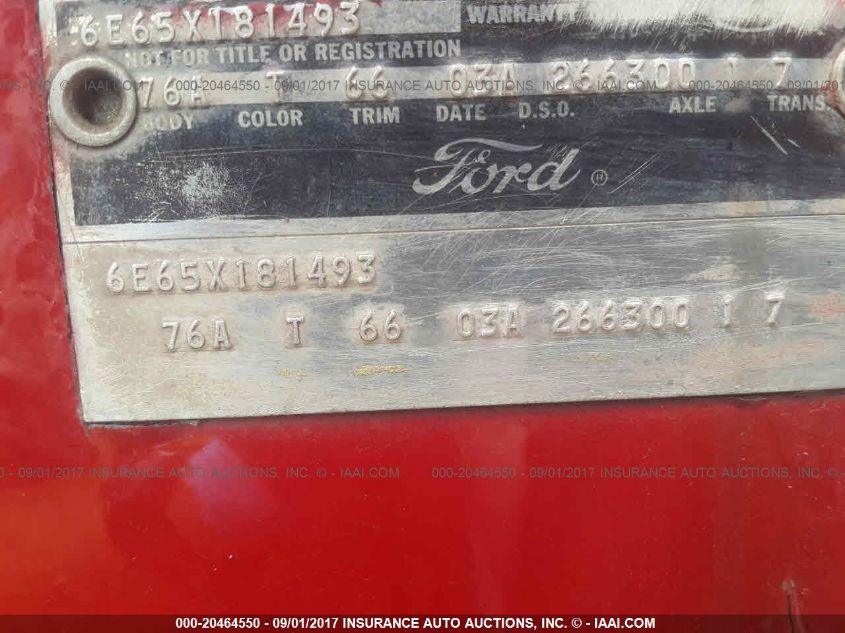 6E65X181493 WARRANTY
NOT FOR TITLE OR REGISTRATION
76A T 66 03A 266300 1 7
BODY COLOR TRIM DATE D.S.O. AXLE TRANS.
Ford ®
6E65X181493
76A T 66 03A 266300 1 7
000-20464550 - 09/01/2017 INSURANCE AUTO AUCTIONS, INC. © - IAAI.COM